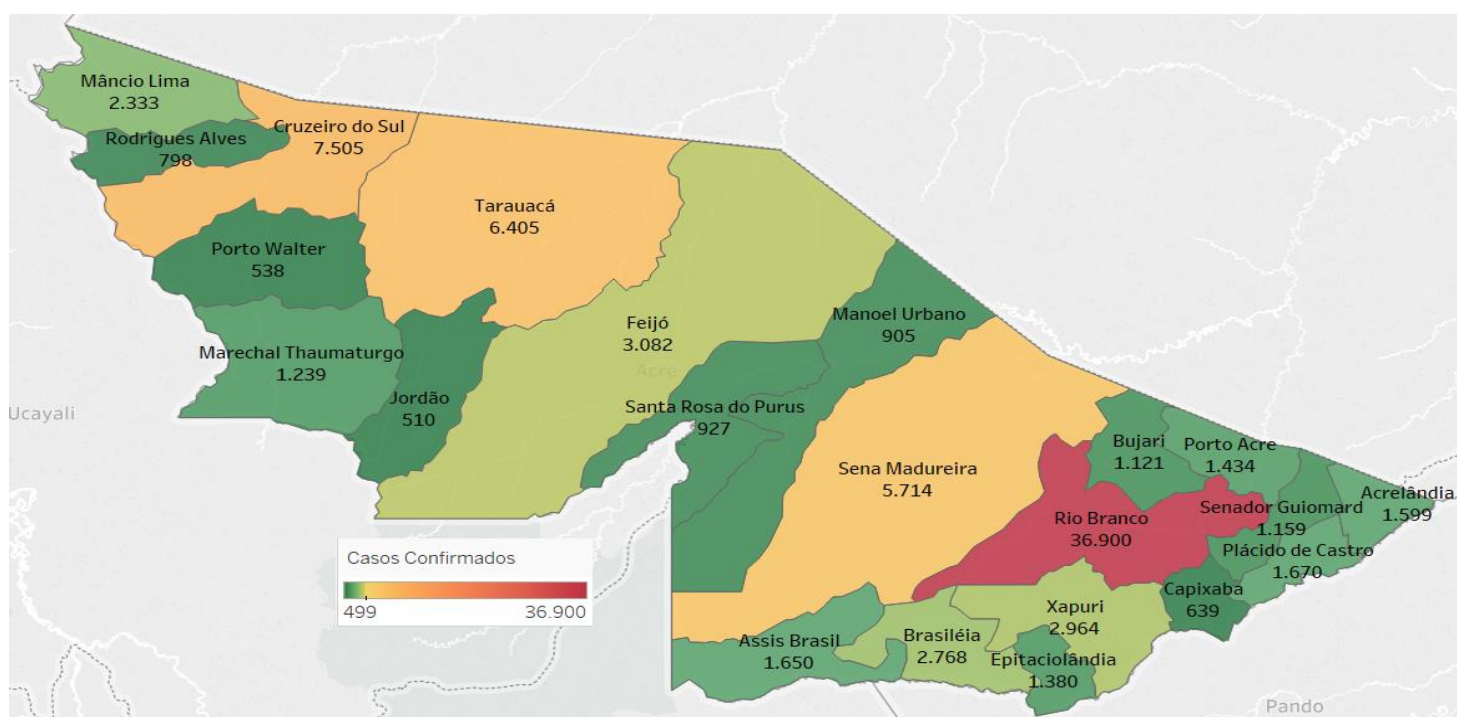 Mâncio Lima
2.333
Cruzeiro do Sul
7.505
Rodrigues Alves
798
Tarauacá
6.405
Porto Walter
538
Feijó
3.082
Manoel Urbano
905
Marechal Thaumaturgo
1.239
Acre
Jordão
510
Ucayali
Santa Rosa do Purus
927
Sena Madureira
5.714
Bujari
1.121
Porto Acre
1.434
Rio Branco
36.900
Senador Guiomard
1.159
Acrelândia
1.599
Plácido de Castro
1.670
Capixaba
639
Xapuri
2.964
Assis Brasil
1.650
Brasiléia
2.768
Epitaciolândia
1.380
Casos Confirmados
499
36.900
Pando